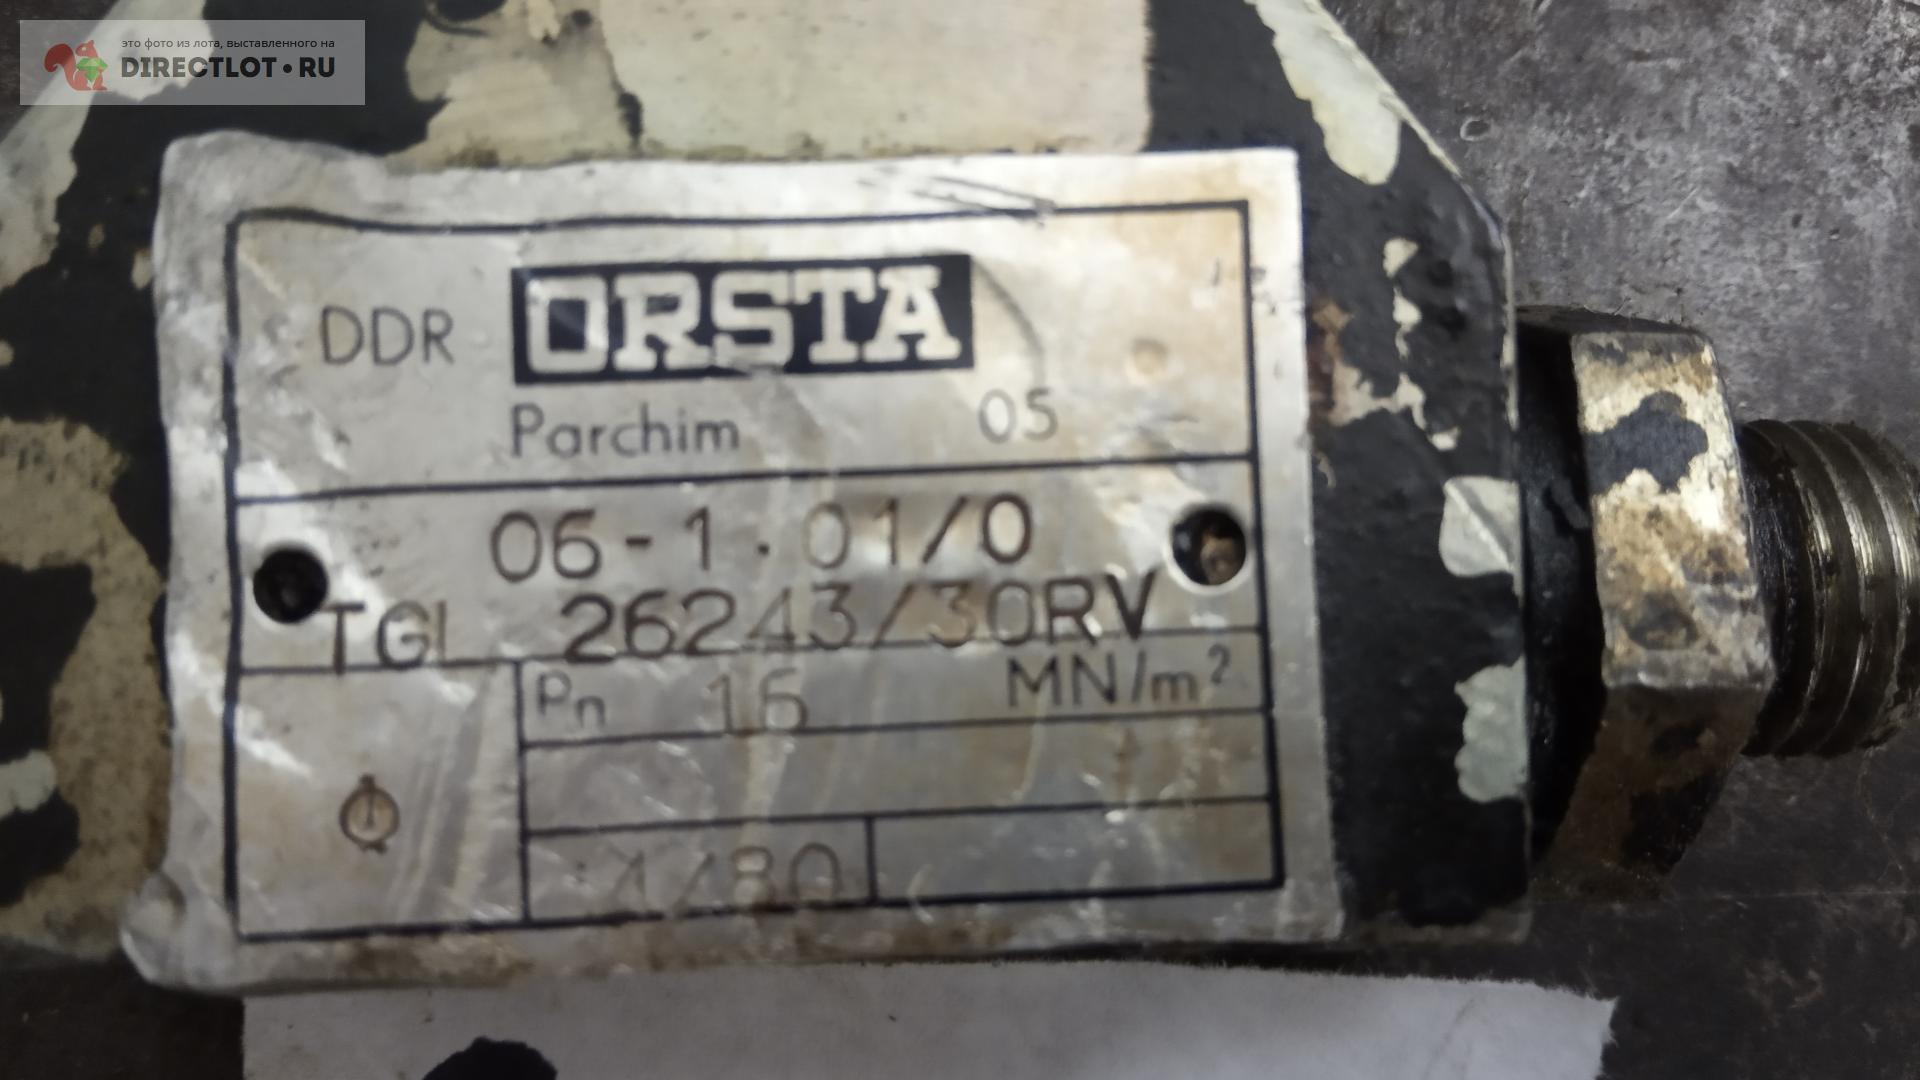 это фото из лота, выставленного на
DIRECTLOT•RU
DDR ORSTA
Parchim 05
06-1.01/0
TGL 26243/30RV
Pn 16 MN/m²
/80